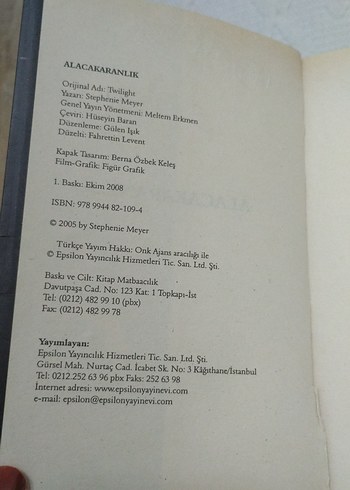 ALACAKARANLIK
Orijinal Adı: Twilight
Yazarı: Stephenie Meyer
Genel Yayın Yönetmeni: Meltem Erkmen
Çeviri: Hüseyin Baran
Düzenleme: Gülen Işık
Düzelti: Fahrettin Levent
Kapak Tasarım: Berna Özbek Keleş
Film-Grafik: Figür Grafik
1. Baskı: Ekim 2008
ISBN: 978 9944 82-109-4
© 2005 by Stephenie Meyer
Türkçe Yayım Hakkı: Onk Ajans aracılığı ile
© Epsilon Yayıncılık Hizmetleri Tic. San. Ltd. Şti.
Baskı ve Cilt: Kitap Matbaacılık
Davutpaşa Cad. No: 123 Kat: 1 Topkapı-İst
Tel: (0212) 482 99 10 (pbx)
Fax: (0212) 482 99 78
Yayımlayan:
Epsilon Yayıncılık Hizmetleri Tic. San. Ltd. Şti.
Gürsel Mah. Nurtaç Cad. İcabet Sk. No: 3 Kâğıthane/İstanbul
Tel: 0212.252 63 96 pbx Faks: 252 63 98
İnternet adresi: www.epsilonyayinevi.com
e-mail: epsilon@epsilonyayinevi.com